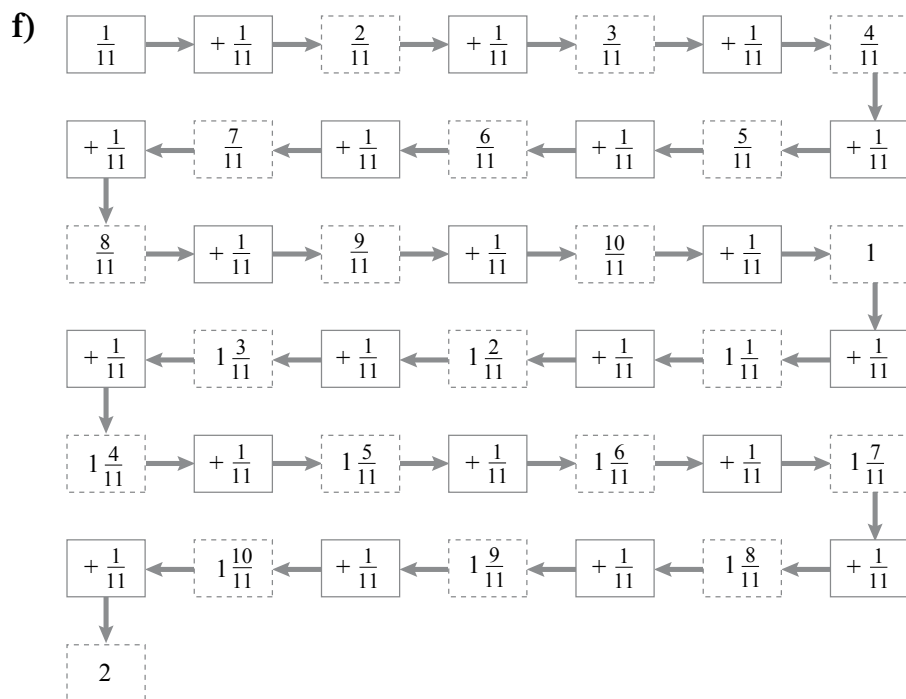 f) 1/11 + 1/11 2/11 + 1/11 3/11 + 1/11 4/11
+ 1/11 7/11 + 1/11 6/11 + 1/11 5/11 + 1/11
8/11 + 1/11 9/11 + 1/11 10/11 + 1/11 1
+ 1/11 1 3/11 + 1/11 1 2/11 + 1/11 1 1/11 + 1/11
1 4/11 + 1/11 1 5/11 + 1/11 1 6/11 + 1/11 1 7/11
+ 1/11 1 10/11 + 1/11 1 9/11 + 1/11 1 8/11 + 1/11
2